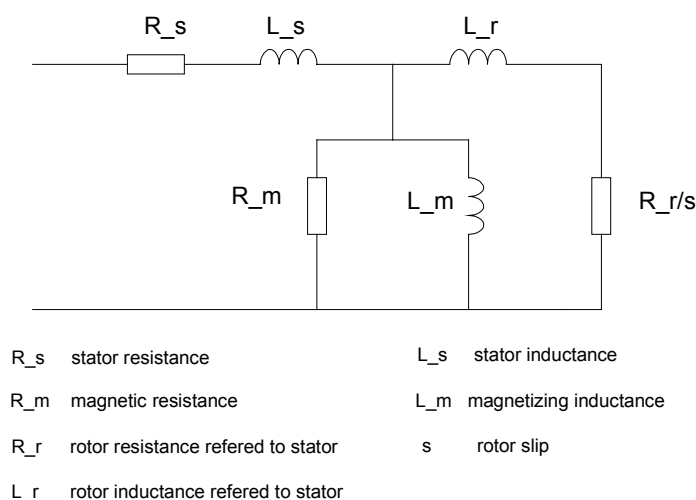 R_s
L_s
L_r
R_m
L_m
R_r/s
R_s stator resistance
L_s stator inductance
R_m magnetic resistance
L_m magnetizing inductance
R_r rotor resistance refered to stator
s rotor slip
L_r rotor inductance refered to stator